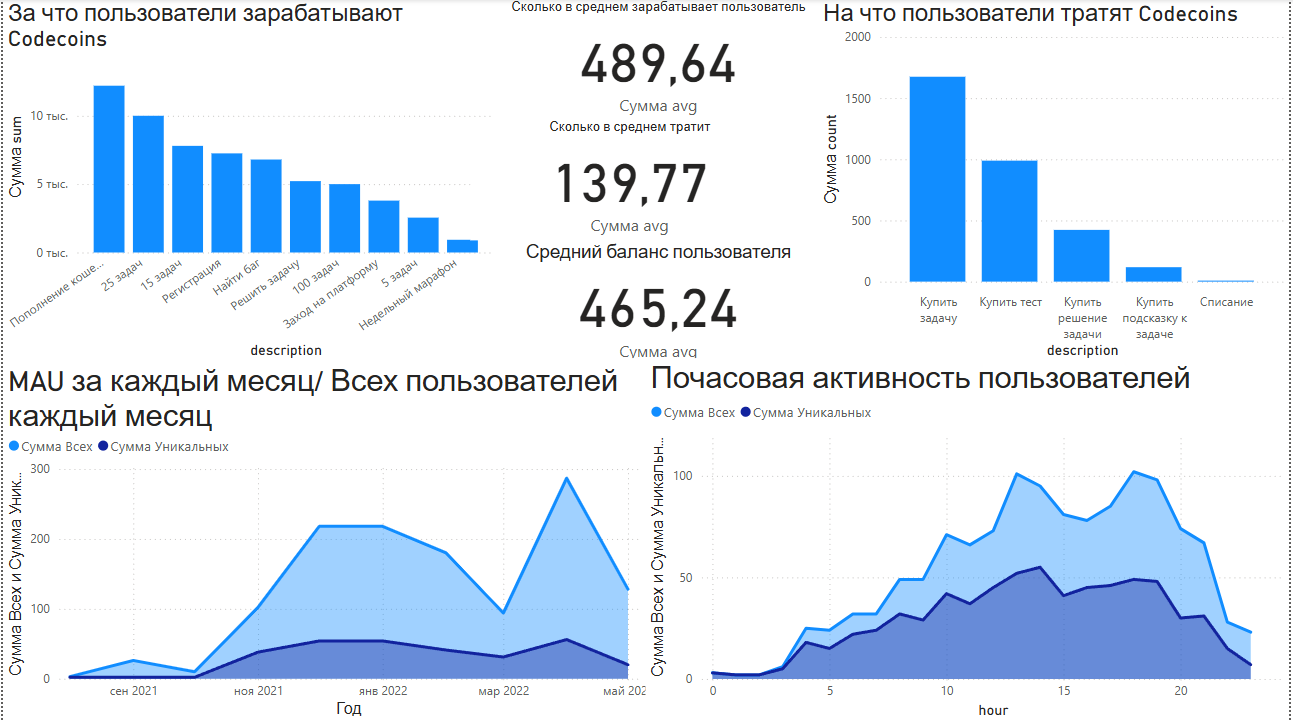 За что пользователи зарабатывают
Codecoins
Сумма sum
10 тыс.
5 тыс.
0 тыс.
Пополнение коше...
25 задач
15 задач
Регистрация
Найти баг
Решить задачу
100 задач
Заход на платформу
5 задач
Недельный марафон
description
Сколько в среднем зарабатывает пользователь
489,64
Сумма avg
Сколько в среднем тратит
139,77
Сумма avg
Средний баланс пользователя
465,24
Сумма avg
На что пользователи тратят Codecoins
Сумма count
2000
1500
1000
500
0
Купить
задачу
Купить тест
Купить
решение
задачи
Купить
подсказку к
задаче
Списание
description
MAU за каждый месяц/ Всех пользователей
каждый месяц
Сумма Всех
Сумма Уникальных
Сумма Всех и Сумма Уник...
300
200
100
0
сен 2021
ноя 2021
янв 2022
мар 2022
май 202
Год
Почасовая активность пользователей
Сумма Всех
Сумма Уникальных
Сумма Всех и Сумма Уникальн...
100
50
0
0
5
10
15
20
hour